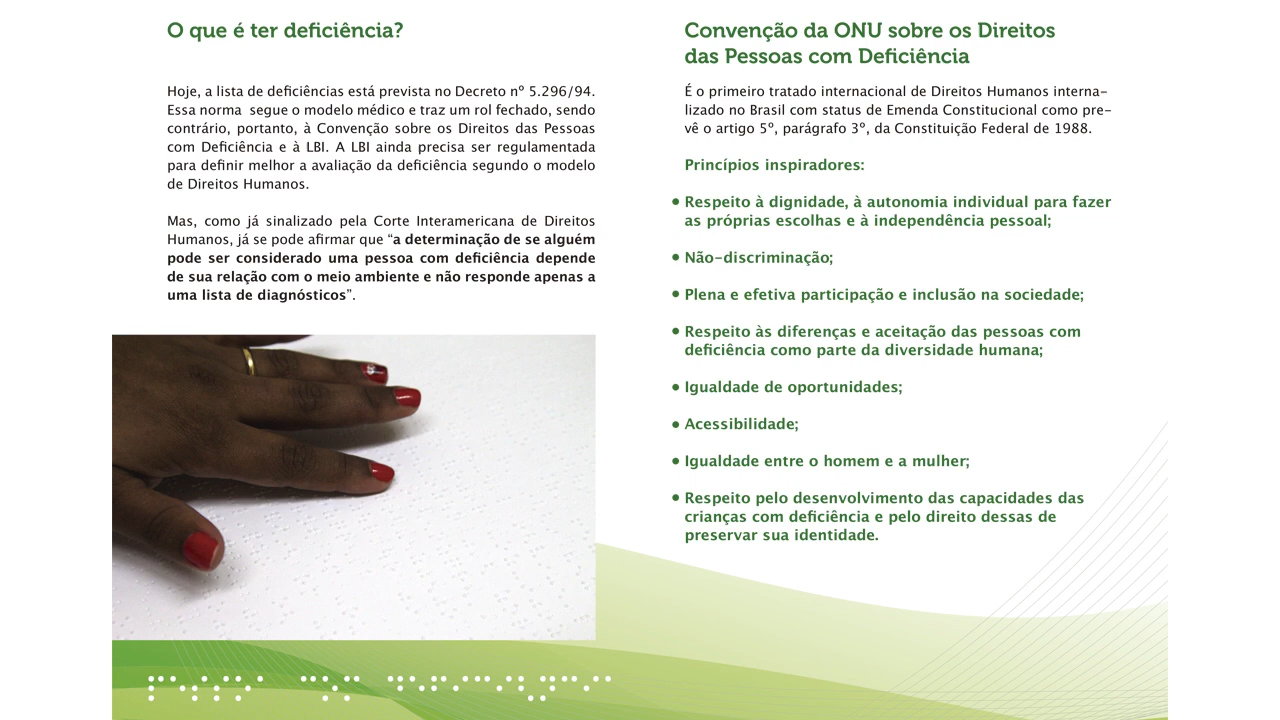 O que é ter deficiência?
Hoje, a lista de deficiências está prevista no Decreto nº 5.296/94.
Essa norma segue o modelo médico e traz um rol fechado, sendo
contrário, portanto, à Convenção sobre os Direitos das Pessoas
com Deficiência e à LBI. A LBI ainda precisa ser regulamentada
para definir melhor a avaliação da deficiência segundo o modelo
de Direitos Humanos.
Mas, como já sinalizado pela Corte Interamericana de Direitos
Humanos, já se pode afirmar que “a determinação de se alguém
pode ser considerado uma pessoa com deficiência depende
de sua relação com o meio ambiente e não responde apenas a
uma lista de diagnósticos”.
Convenção da ONU sobre os Direitos
das Pessoas com Deficiência
É o primeiro tratado internacional de Direitos Humanos interna-
lizado no Brasil com status de Emenda Constitucional como pre-
vê o artigo 5º, parágrafo 3º, da Constituição Federal de 1988.
Princípios inspiradores:
• Respeito à dignidade, à autonomia individual para fazer
as próprias escolhas e à independência pessoal;
• Não-discriminação;
• Plena e efetiva participação e inclusão na sociedade;
• Respeito às diferenças e aceitação das pessoas com
deficiência como parte da diversidade humana;
• Igualdade de oportunidades;
• Acessibilidade;
• Igualdade entre o homem e a mulher;
• Respeito pelo desenvolvimento das capacidades das
crianças com deficiência e pelo direito dessas de
preservar sua identidade.